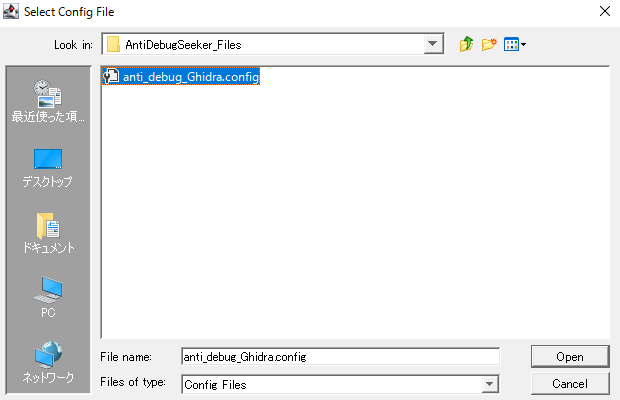 Select Config File
Look in:
AntiDebugSeeker_Files
anti_debug_Ghidra.config
最近使った項...
デスクトップ
ドキュメント
PC
ネットワーク
File name:
anti_debug_Ghidra.config
Open
Files of type:
Config Files
Cancel